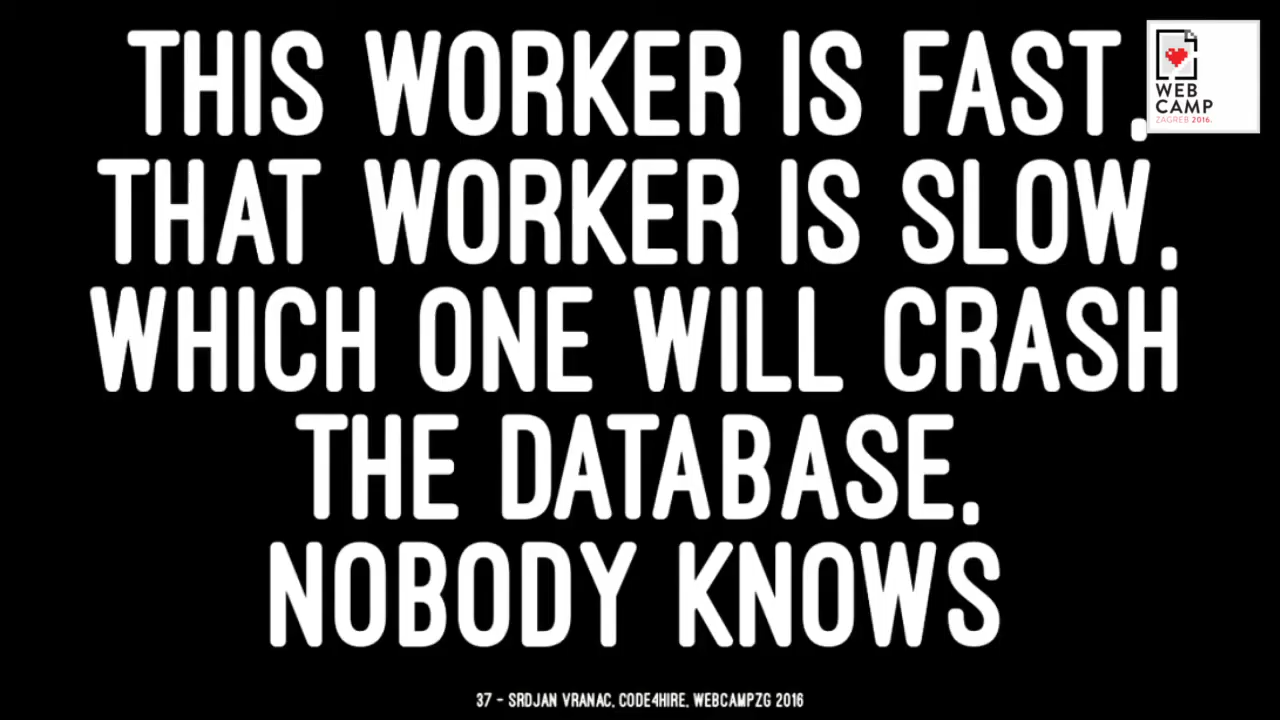 THIS WORKER IS FAST,
THAT WORKER IS SLOW,
WHICH ONE WILL CRASH
THE DATABASE,
NOBODY KNOWS
WEB
CAMP
ZAGREB 2016.
37 - SRDJAN VRANAC, CODE4HIRE, WEBCAMPZG 2016